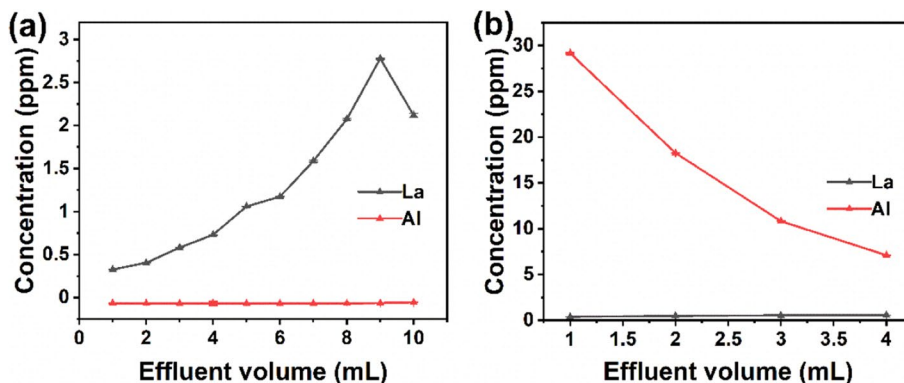 (a)
Concentration (ppm)
3
2.5
2
1.5
1
0.5
0
La
Al
0 2 4 6 8 10
Effluent volume (mL)
(b)
Concentration (ppm)
30
25
20
15
10
5
0
La
Al
1 1.5 2 2.5 3 3.5 4
Effluent volume (mL)